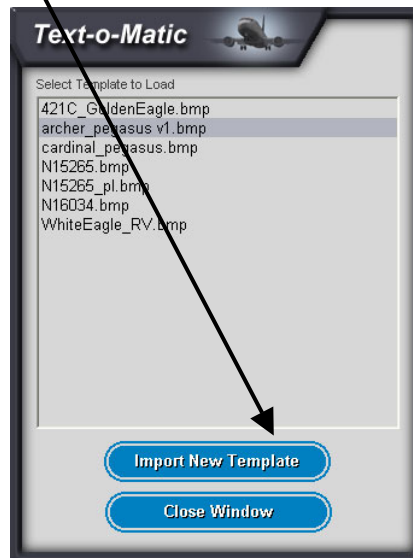 Text-o-Matic
Select Template to Load
421C_GoldenEagle.bmp
archer_pegasus v1.bmp
cardinal_pegasus.bmp
N15265.bmp
N15265_pl.bmp
N16034.bmp
WhiteEagle_RV.bmp
Import New Template
Close Window